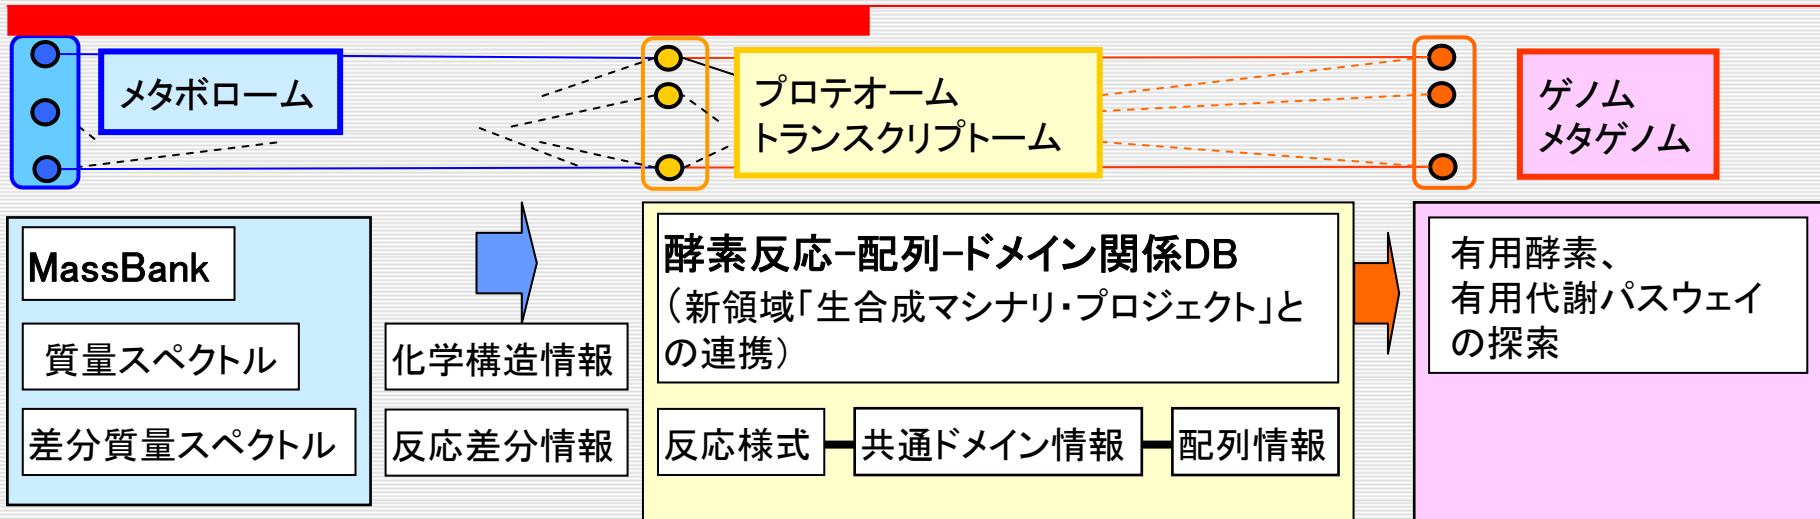 メタボローム
プロテオーム
トランスクリプトーム
ゲノム
メタゲノム
MassBank
質量スペクトル
差分質量スペクトル
化学構造情報
反応差分情報
酵素反応-配列-ドメイン関係DB
（新領域「生合成マシナリ・プロジェクト」と
の連携）
反応様式
共通ドメイン情報
配列情報
有用酵素、
有用代謝パスウェイ
の探索